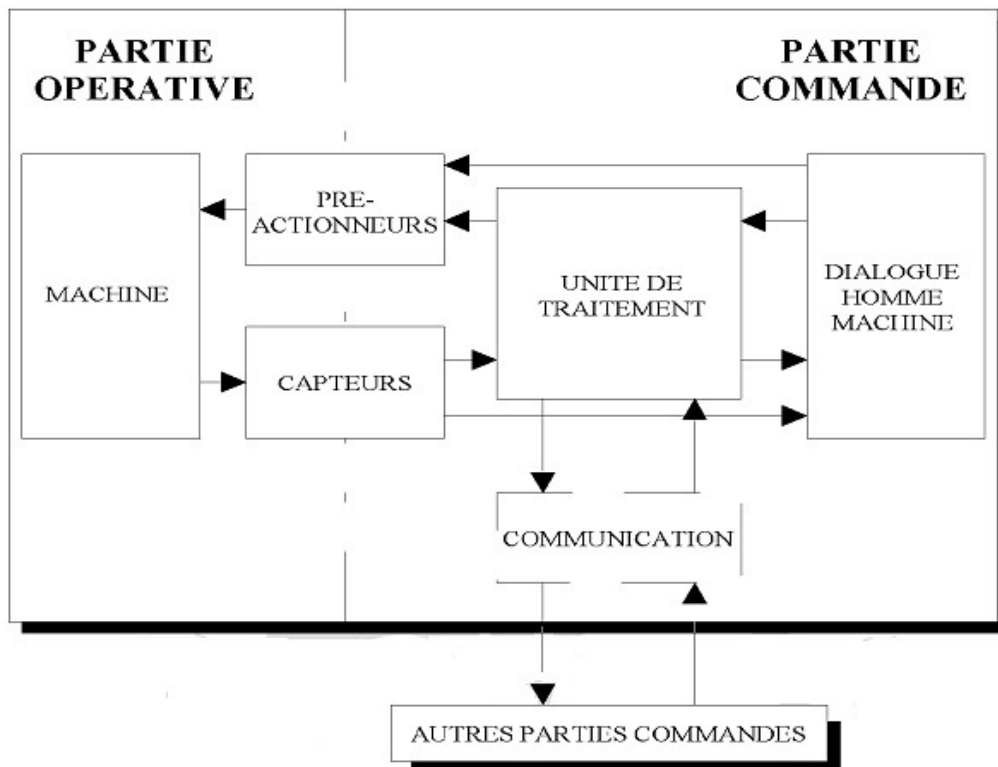 PARTIE
OPERATIVE
PARTIE
COMMANDE
PRE-
ACTIONNEURS
MACHINE
UNITE DE
TRAITEMENT
DIALOGUE
HOMME
MACHINE
CAPTEURS
COMMUNICATION
AUTRES PARTIES COMMANDES